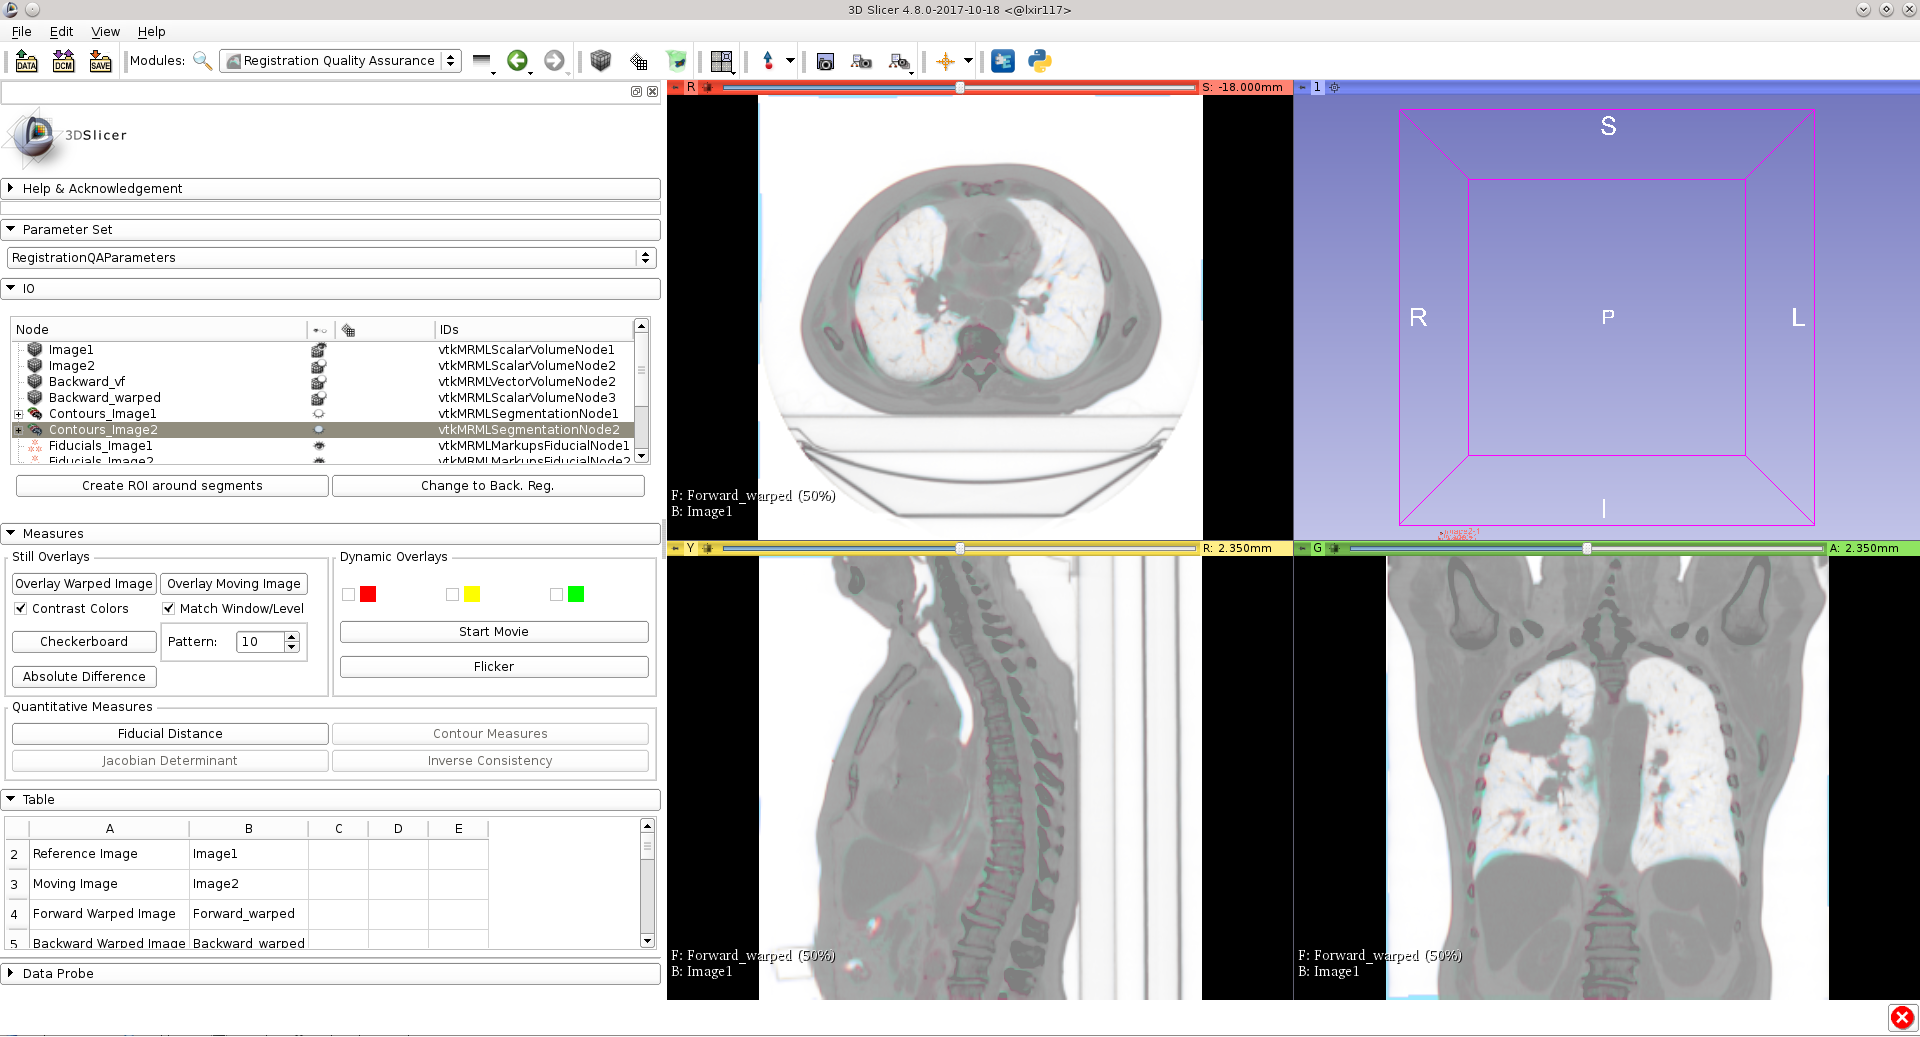 3D Slicer 4.8.0-2017-10-18 <@lxir117>
File Edit View Help
DATA DCM SAVE Modules: Registration Quality Assurance
3DSlicer
Help & Acknowledgement
Parameter Set
RegistrationQAParameters
IO
Node IDs
Image1 vtkMRMLScalarVolumeNode1
Image2 vtkMRMLScalarVolumeNode2
Backward_vf vtkMRMLVectorVolumeNode2
Backward_warped vtkMRMLScalarVolumeNode3
Contours_Image1 vtkMRMLSegmentationNode1
Contours_Image2 vtkMRMLSegmentationNode2
Fiducials_Image1 vtkMRMLMarkupsFiducialNode1
Fiducials_Image2 vtkMRMLMarkupsFiducialNode2
Create ROI around segments Change to Back. Reg.
Measures
Still Overlays
Overlay Warped Image Overlay Moving Image
Contrast Colors Match Window/Level
Checkerboard Pattern: 10
Absolute Difference
Dynamic Overlays
Start Movie
Flicker
Quantitative Measures
Fiducial Distance Contour Measures
Jacobian Determinant Inverse Consistency
Table
A B C D E
2 Reference Image Image1
3 Moving Image Image2
4 Forward Warped Image Forward_warped
5 Backward Warped Image Backward_warped
Data Probe
R S: -18.000mm
F: Forward_warped (50%)
B: Image1
1
S
R P L
I
Y R: 2.350mm
F: Forward_warped (50%)
B: Image1
G A: 2.350mm
F: Forward_warped (50%)
B: Image1